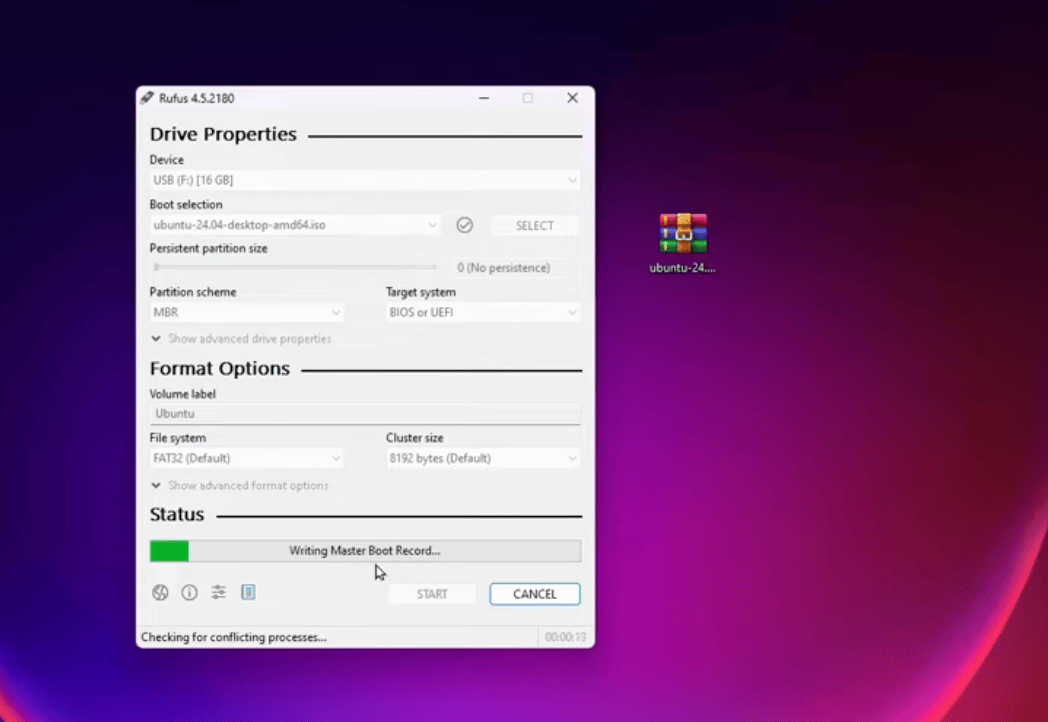 Rufus 4.5.2180
Drive Properties
Device
USB (F:) [16 GB]
Boot selection
ubuntu-24.04-desktop-amd64.iso
SELECT
Persistent partition size
0 (No persistence)
Partition scheme
Target system
MBR
BIOS or UEFI
Show advanced drive properties
Format Options
Volume label
Ubuntu
File system
Cluster size
FAT32 (Default)
8192 bytes (Default)
Show advanced format options
Status
Writing Master Boot Record...
START
CANCEL
Checking for conflicting processes...
00:00:19
ubuntu-24....